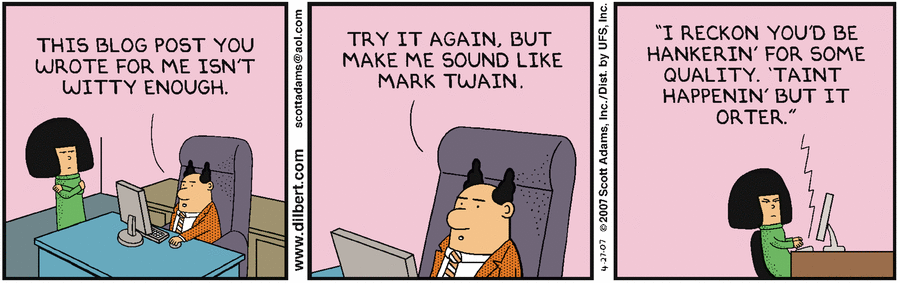 THIS BLOG POST YOU
WROTE FOR ME ISN'T
WITTY ENOUGH.
www.dilbert.com scottadams@aol.com
TRY IT AGAIN, BUT
MAKE ME SOUND LIKE
MARK TWAIN.
4-27-07 ©2007 Scott Adams, Inc./Dist. by UFS, Inc.
"I RECKON YOU'D BE
HANKERIN' FOR SOME
QUALITY. 'TAINT
HAPPENIN' BUT IT
ORTER."